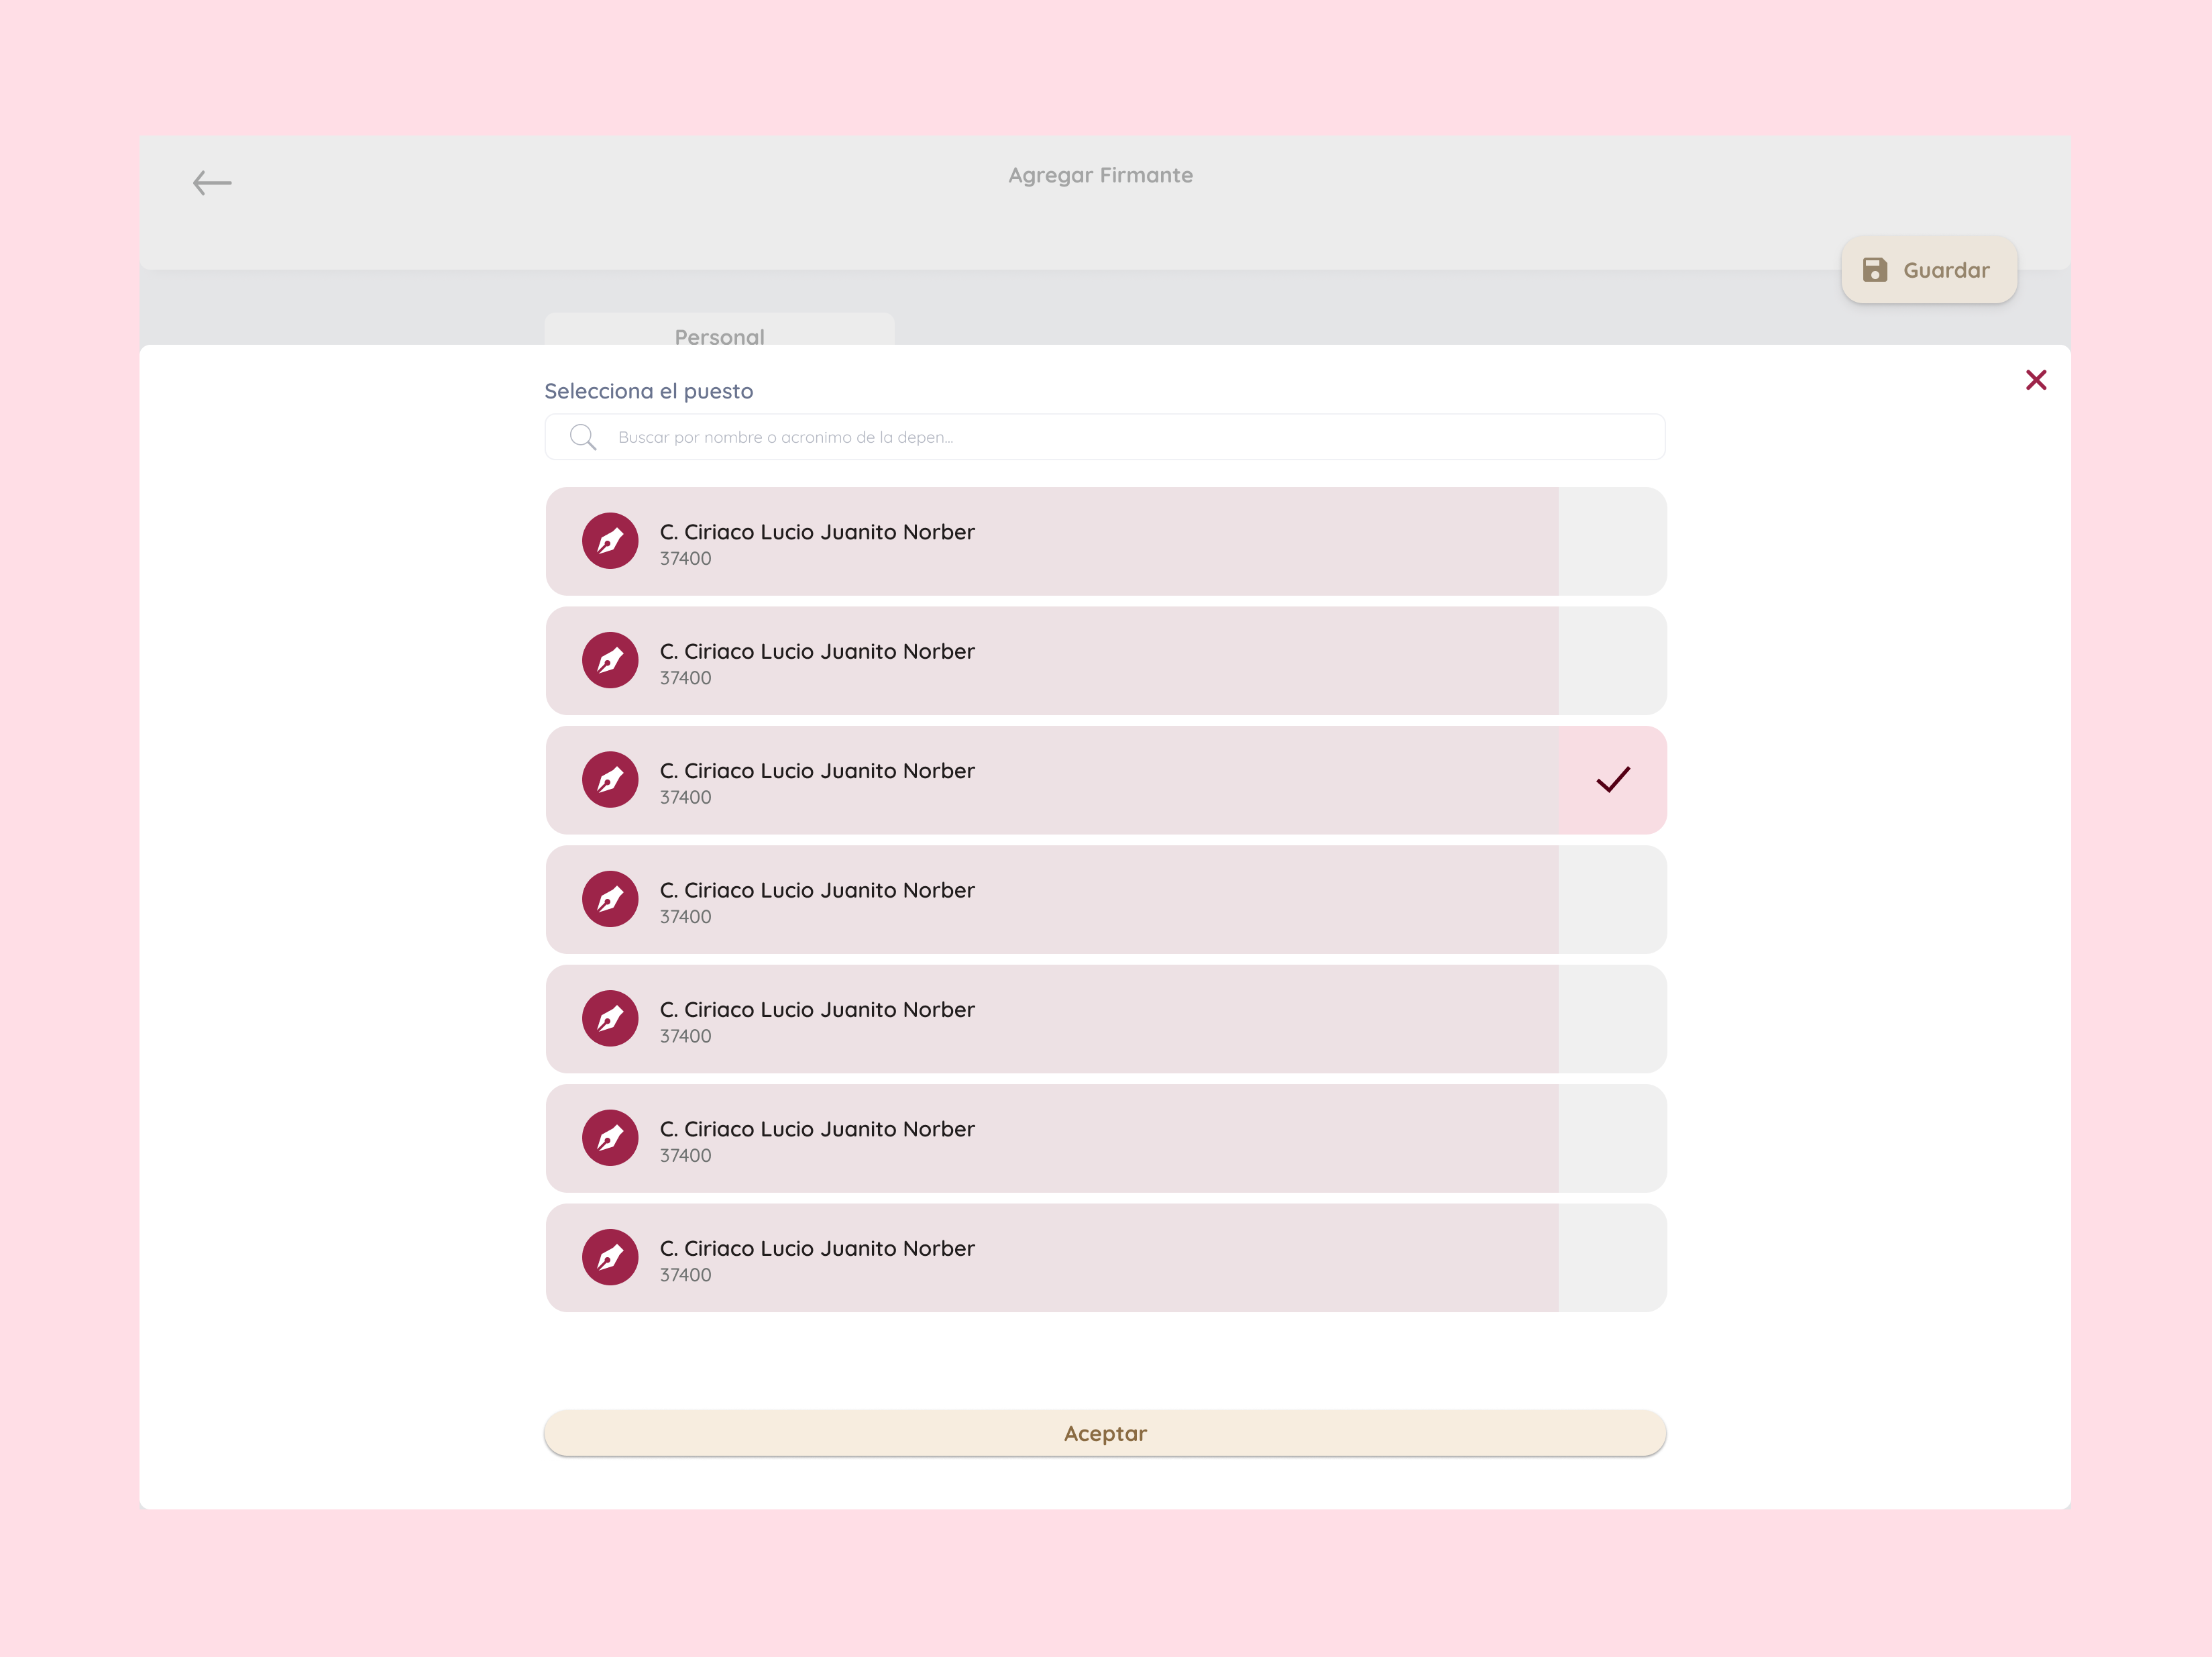 Agregar Firmante
Guardar
Personal
Selecciona el puesto
Buscar por nombre o acronimo de la depen...
C. Ciriaco Lucio Juanito Norber
37400
C. Ciriaco Lucio Juanito Norber
37400
C. Ciriaco Lucio Juanito Norber
37400
C. Ciriaco Lucio Juanito Norber
37400
C. Ciriaco Lucio Juanito Norber
37400
C. Ciriaco Lucio Juanito Norber
37400
C. Ciriaco Lucio Juanito Norber
37400
Aceptar